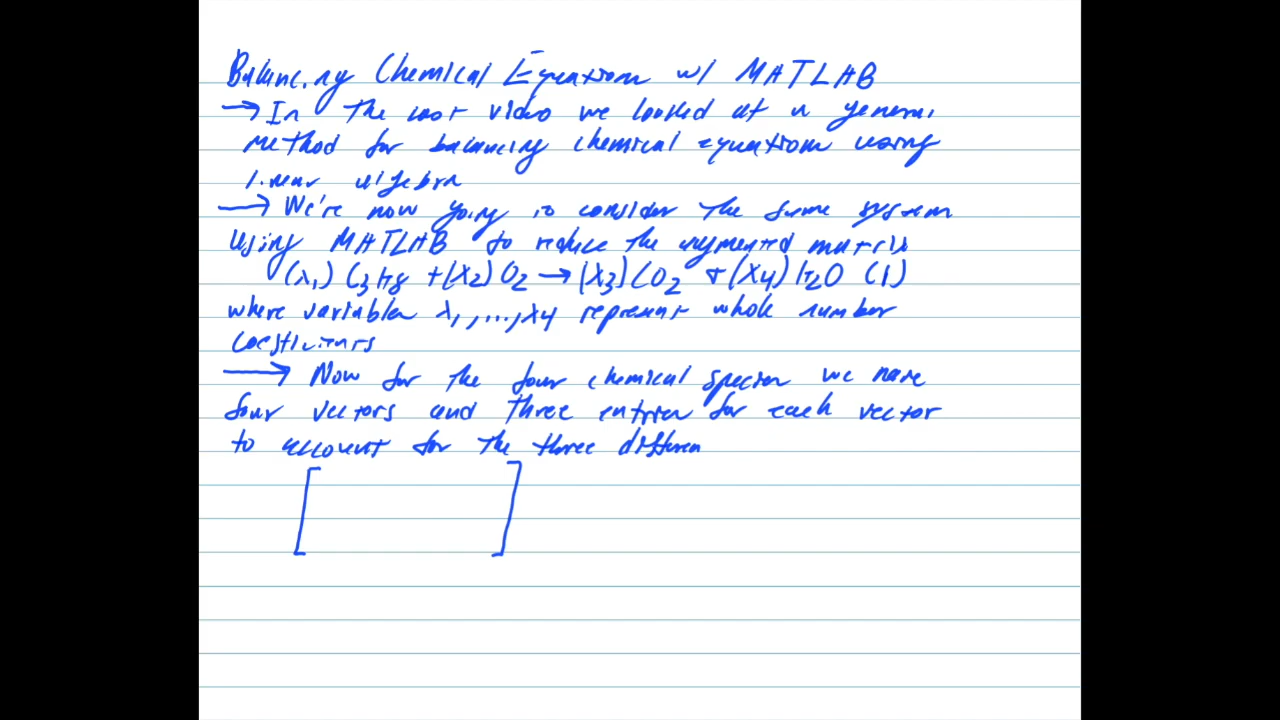 Balancing Chemical Equations w/ MATLAB
→ In the last video we looked at a general
method for balancing chemical equations using
linear algebra
→ We're now going to consider the same system
using MATLAB to reduce the augmented matrix
(x₁) C₃H₈ + (x₂) O₂ → (x₃) CO₂ + (x₄) H₂O (1)
where variables x₁, ..., x₄ represent whole number
coefficients
→ Now for the four chemical species we have
four vectors and three entries for each vector
to account for the three differen